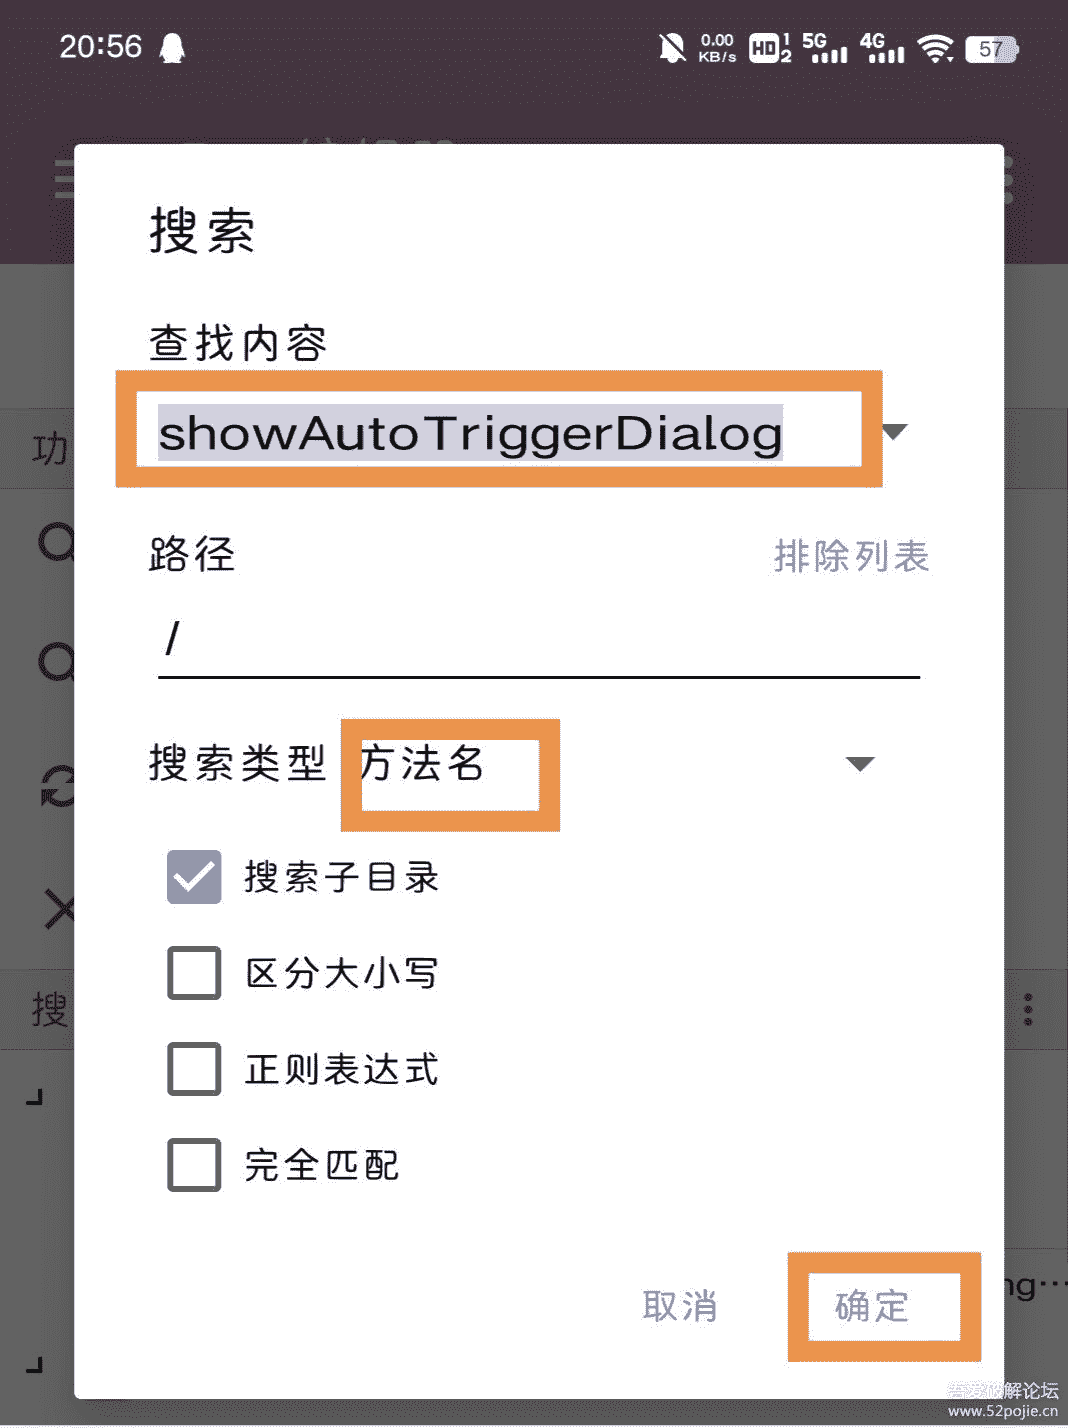 20:56 0.00 KB/s HD 1 2 5G 4G 57
搜索
查找内容
功
showAutoTriggerDialog
路径 排除列表
/
搜索类型 方法名
搜索子目录
区分大小写
搜
正则表达式
完全匹配
ng…
取消 确定
吾爱破解论坛
www.52pojie.cn